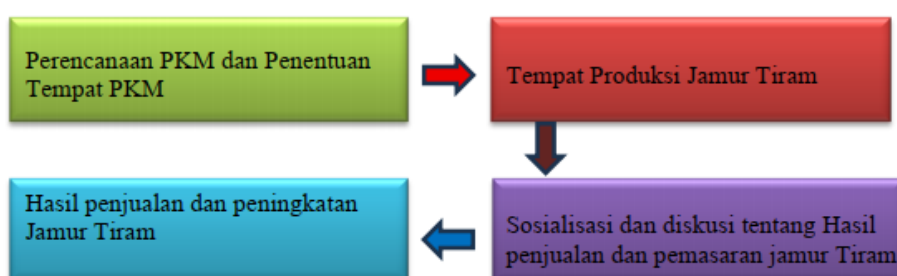 Perencanaan PKM dan Penentuan
Tempat PKM
Tempat Produksi Jamur Tiram
Sosialisasi dan diskusi tentang Hasil
penjualan dan pemasaran jamur Tiram
Hasil penjualan dan peningkatan
Jamur Tiram